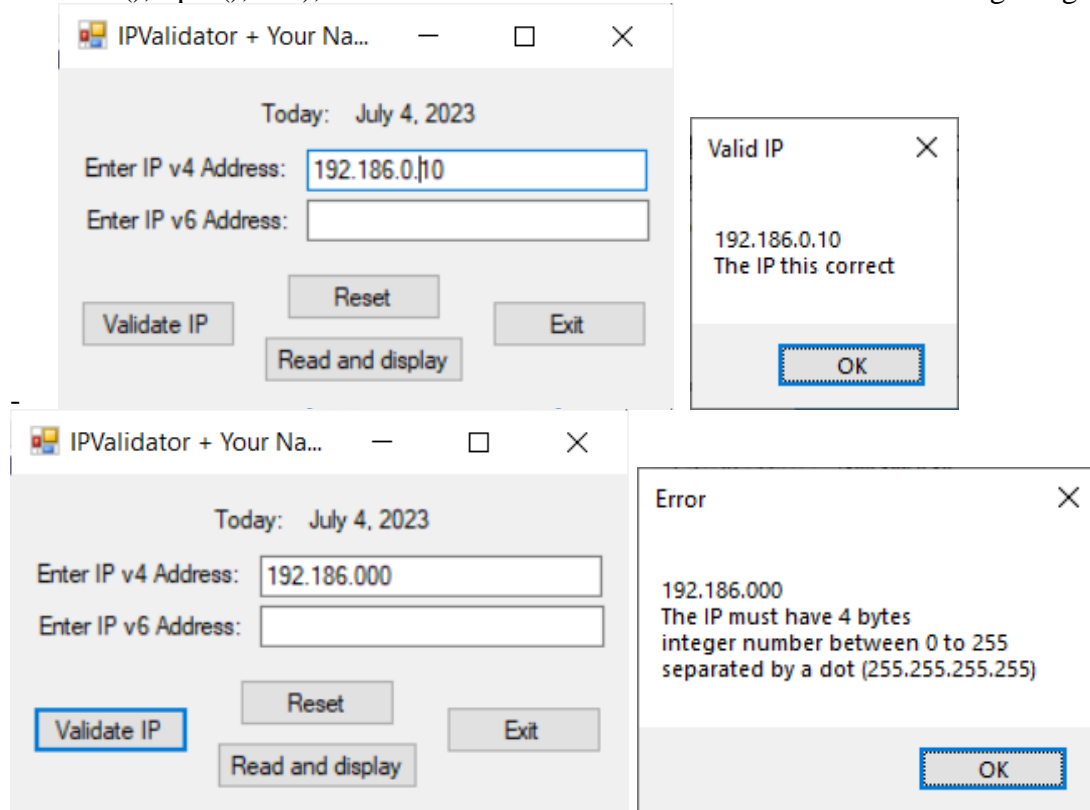 IPValidator + Your Na...
Today: July 4, 2023
Enter IP v4 Address: 192.186.0.10
Enter IP v6 Address:
Reset
Validate IP
Exit
Read and display
Valid IP
192.186.0.10
The IP this correct
OK
IPValidator + Your Na...
Today: July 4, 2023
Enter IP v4 Address: 192.186.000
Enter IP v6 Address:
Reset
Validate IP
Exit
Read and display
Error
192.186.000
The IP must have 4 bytes
integer number between 0 to 255
separated by a dot (255.255.255.255)
OK